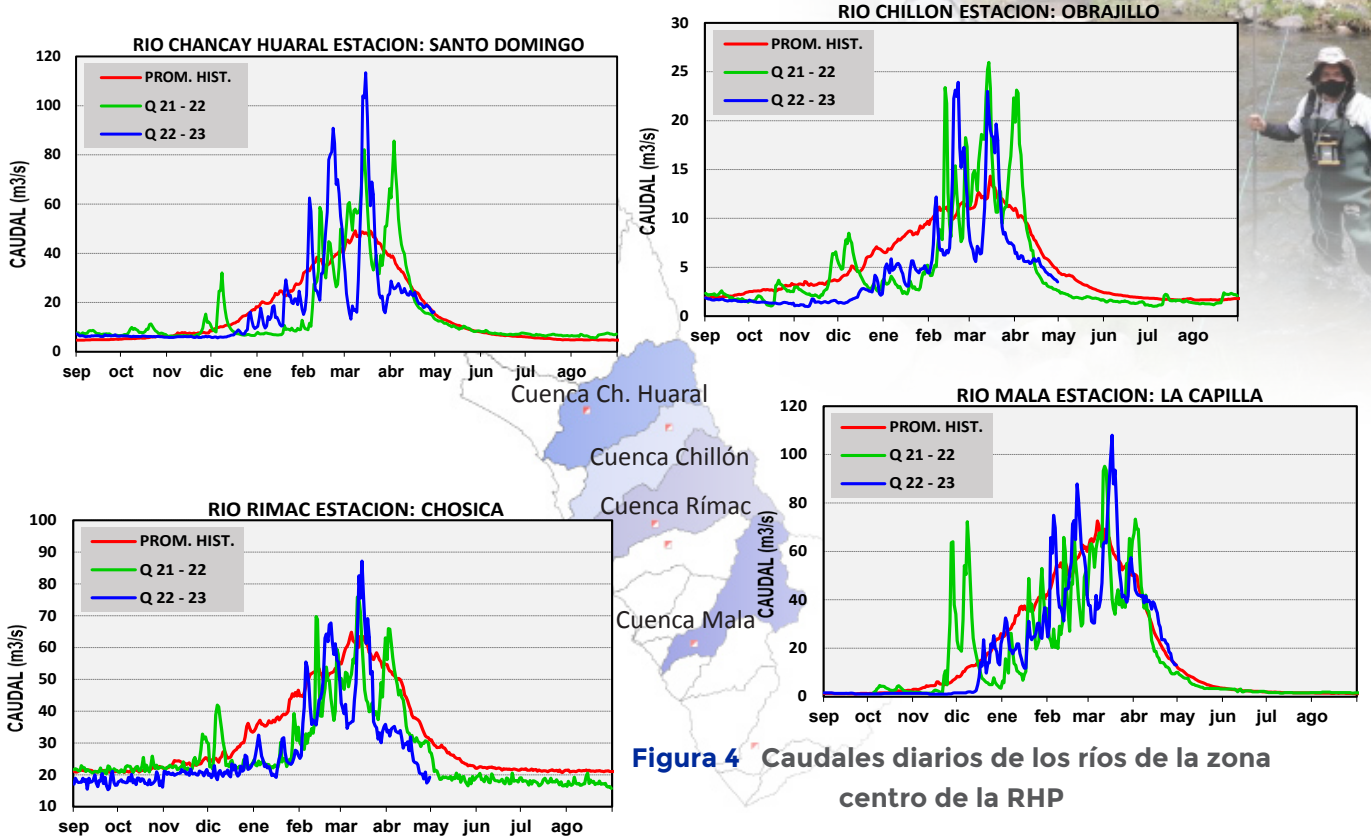 RIO CHANCAY HUARAL ESTACION: SANTO DOMINGO
CAUDAL (m3/s)
120
100
80
60
40
20
0
PROM. HIST.
Q 21 - 22
Q 22 - 23
sep oct nov dic ene feb mar abr may jun jul ago
RIO CHILLON ESTACION: OBRAJILLO
CAUDAL (m3/s)
30
25
20
15
10
5
0
PROM. HIST.
Q 21 - 22
Q 22 - 23
sep oct nov dic ene feb mar abr may jun jul ago
Cuenca Ch. Huaral
Cuenca Chillón
Cuenca Rímac
Cuenca Mala
RIO RIMAC ESTACION: CHOSICA
CAUDAL (m3/s)
100
90
80
70
60
50
40
30
20
10
PROM. HIST.
Q 21 - 22
Q 22 - 23
sep oct nov dic ene feb mar abr may jun jul ago
RIO MALA ESTACION: LA CAPILLA
CAUDAL (m3/s)
120
100
80
60
40
20
0
PROM. HIST.
Q 21 - 22
Q 22 - 23
sep oct nov dic ene feb mar abr may jun jul ago
Figura 4 Caudales diarios de los ríos de la zona
centro de la RHP